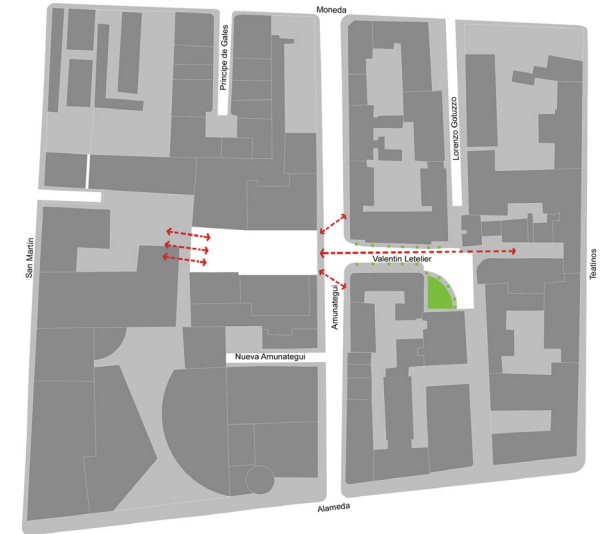 Moneda
Principe de Gales
Lorenzo Gotuzzo
San Martin
Valentin Letelier
Teatinos
Amunategui
Nueva Amunategui
Alameda